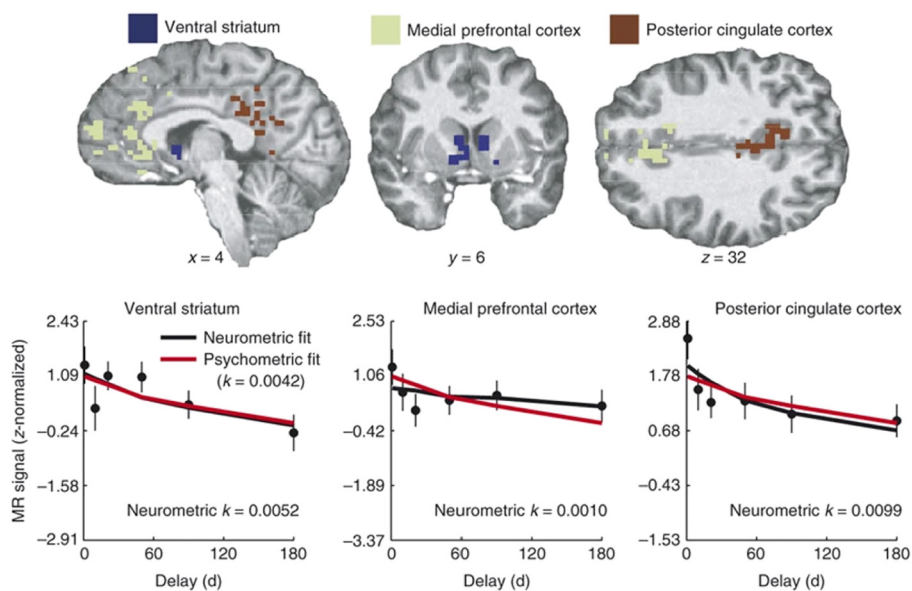 Ventral striatum
Medial prefrontal cortex
Posterior cingulate cortex
x = 4
y = 6
z = 32
MR signal (z-normalized)
Ventral striatum
2.43
1.09
–0.24
–1.58
–2.91
Neurometric fit
Psychometric fit
(k = 0.0042)
Neurometric k = 0.0052
0 60 120 180
Delay (d)
Medial prefrontal cortex
2.53
1.06
–0.42
–1.89
–3.37
Neurometric k = 0.0010
0 60 120 180
Delay (d)
Posterior cingulate cortex
2.88
1.78
0.68
–0.43
–1.53
Neurometric k = 0.0099
0 60 120 180
Delay (d)